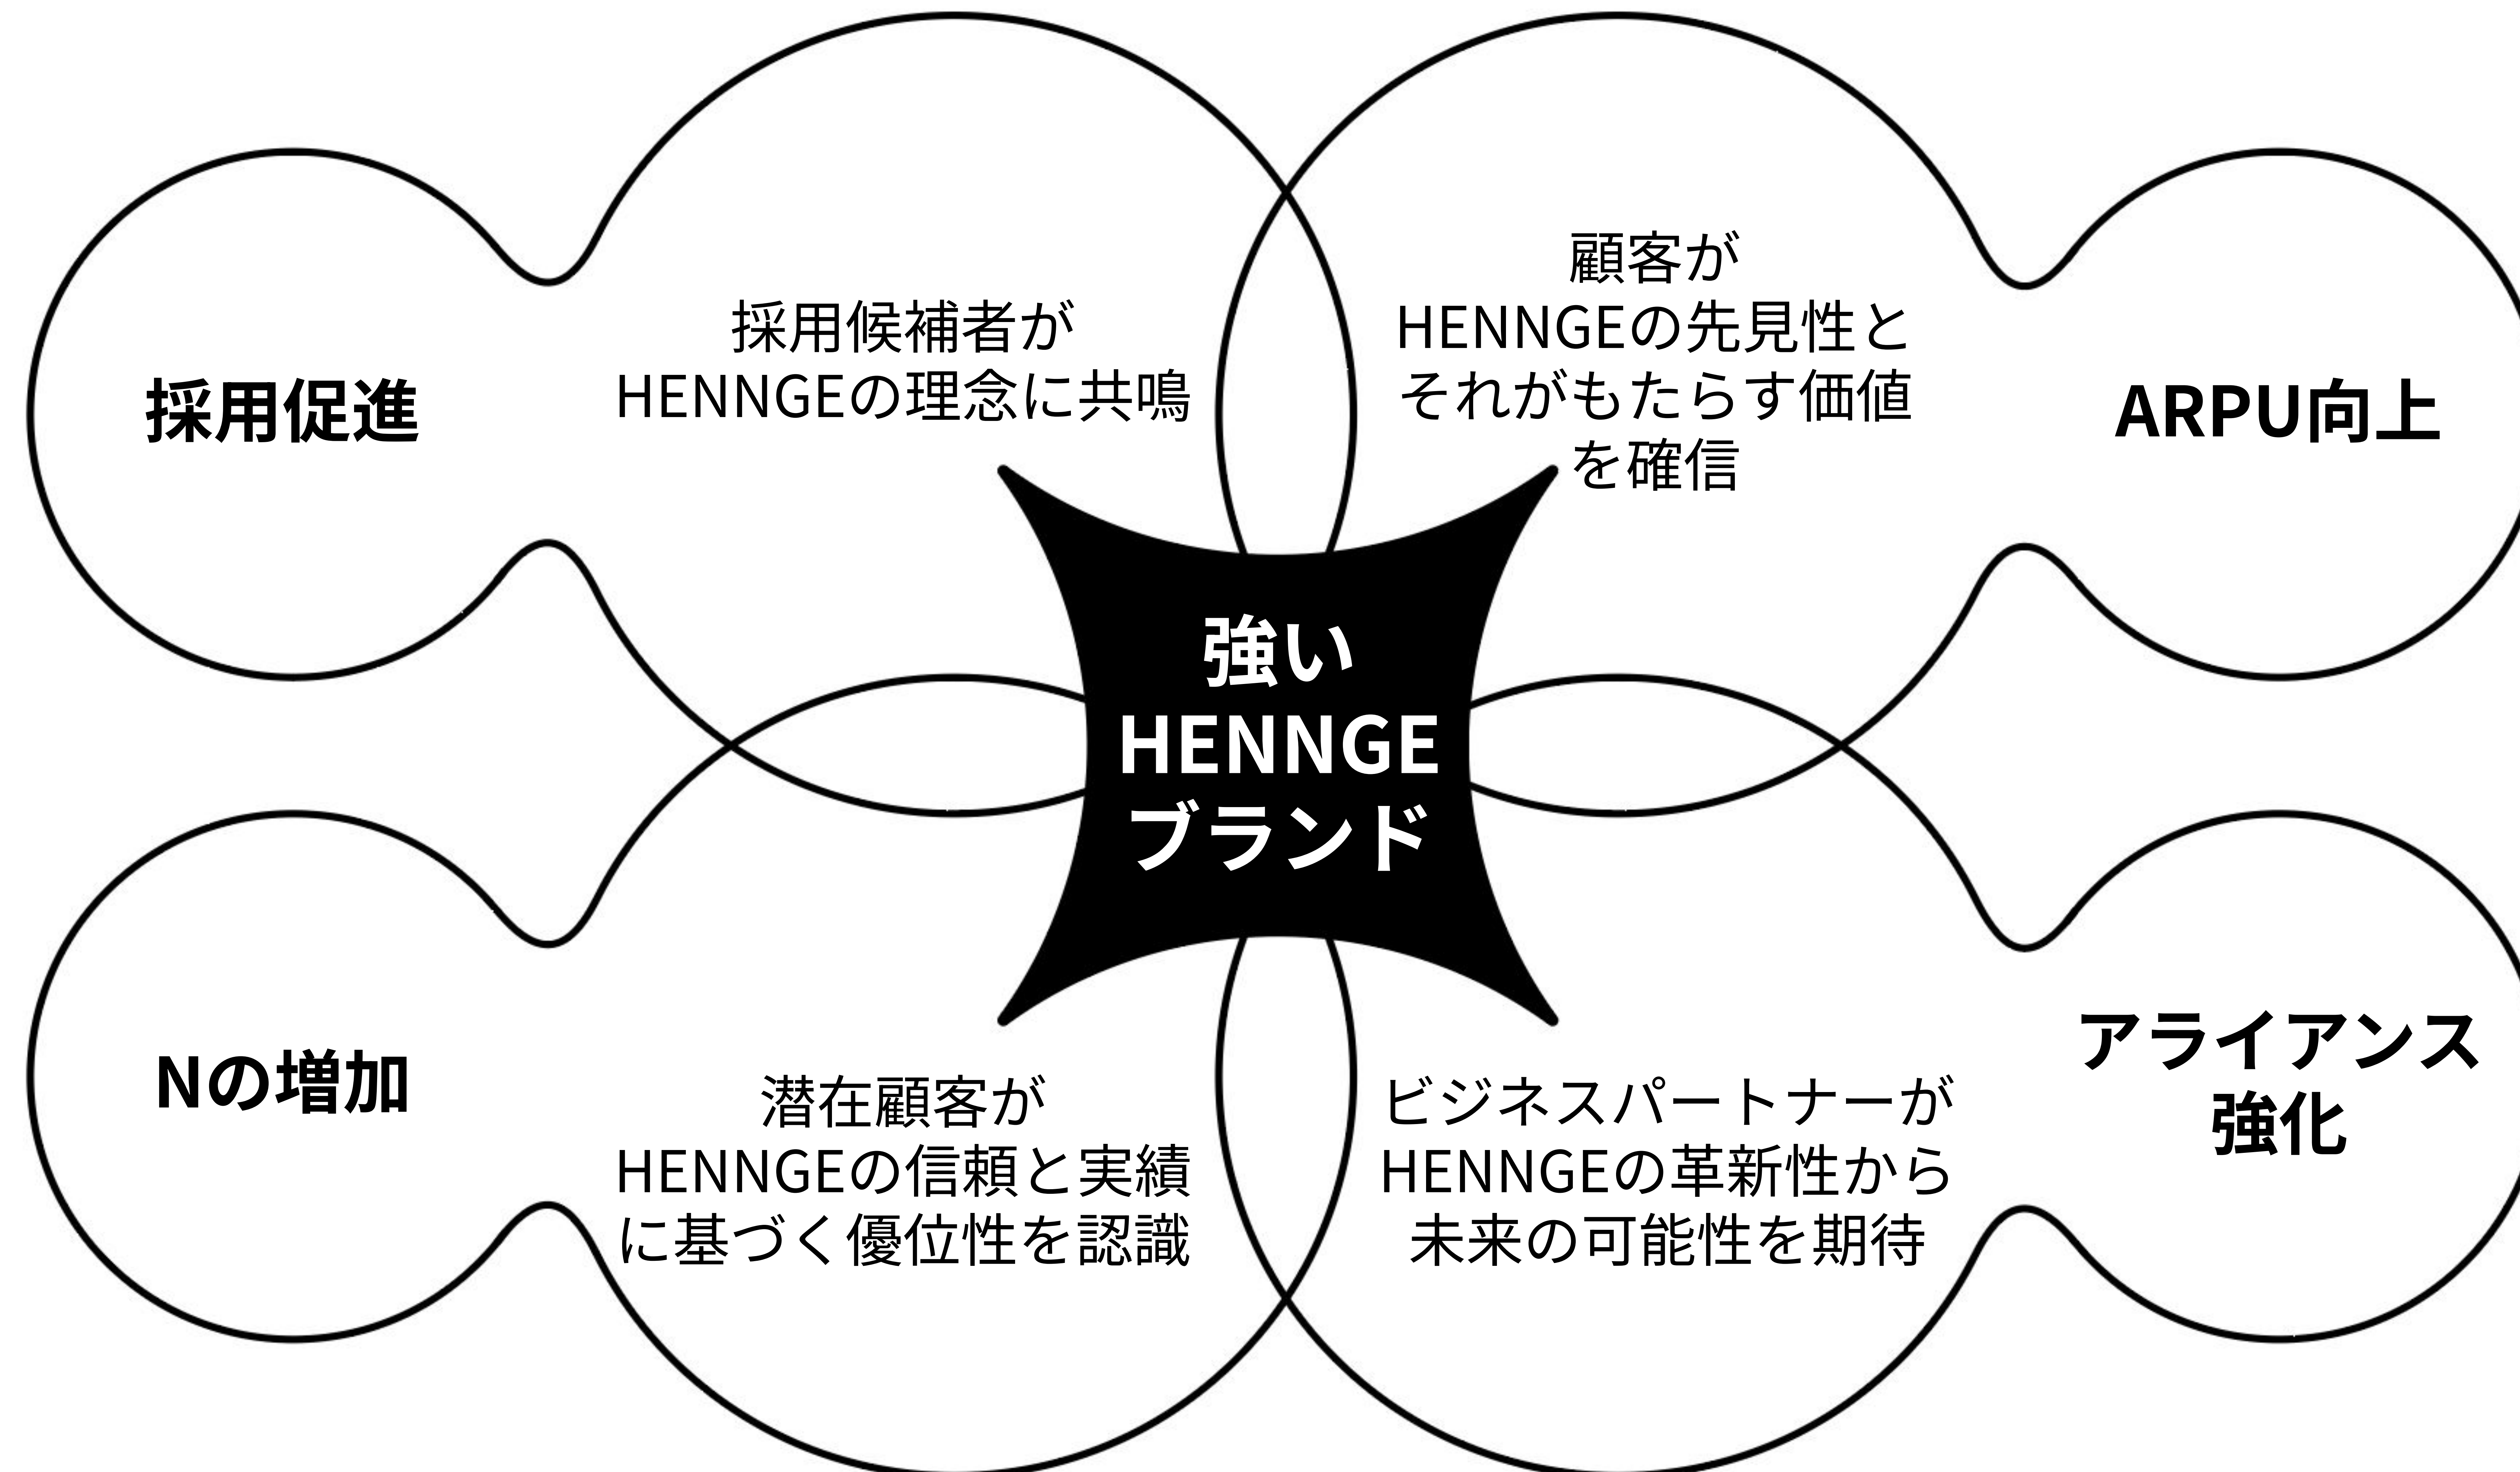 採用促進
採用候補者が
HENNGEの理念に共鳴
顧客が
HENNGEの先見性と
それがもたらす価値
を確信
ARPU向上
強い
HENNGE
ブランド
Nの増加
潜在顧客が
HENNGEの信頼と実績
に基づく優位性を認識
ビジネスパートナーが
HENNGEの革新性から
未来の可能性を期待
アライアンス
強化